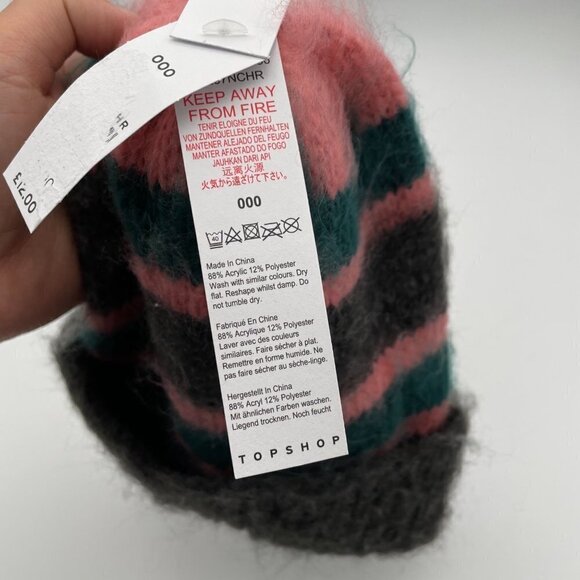 000
HR
£12.00
NCHR
KEEP AWAY
FROM FIRE
TENIR ELOIGNE DU FEU
VON ZUNDQUELLEN FERNHALTEN
MANTENER ALEJADO DEL FEUGO
MANTER AFASTADO DO FOGO
JAUHKAN DARI API
远离火源
火気から遠ざけて下さい。
000
40
Made In China
88% Acrylic 12% Polyester
Wash with similar colours. Dry
flat. Reshape whilst damp. Do
not tumble dry.
Fabriqué En Chine
88% Acrylique 12% Polyester
Laver avec des couleurs
similaires. Faire sécher à plat.
Remettre en forme humide. Ne
pas faire sécher au sèche-linge.
Hergestellt In China
88% Acryl 12% Polyester
Mit ähnlichen Farben waschen.
Liegend trocknen. Noch feucht
TOPSHOP